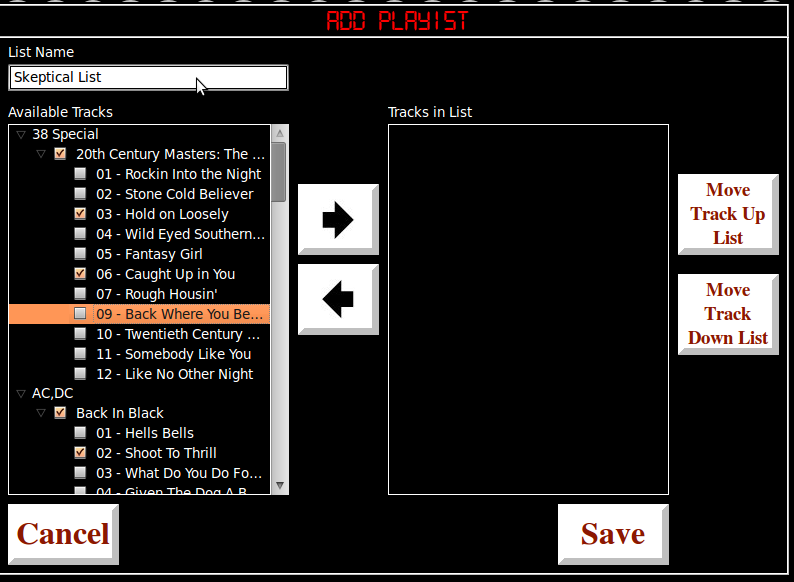 ADD PLAYIST
List Name
Skeptical List
Available Tracks
Tracks in List
38 Special
20th Century Masters: The ...
01 - Rockin Into the Night
02 - Stone Cold Believer
03 - Hold on Loosely
04 - Wild Eyed Southern...
05 - Fantasy Girl
06 - Caught Up in You
07 - Rough Housin'
09 - Back Where You Be...
10 - Twentieth Century ...
11 - Somebody Like You
12 - Like No Other Night
AC,DC
Back In Black
01 - Hells Bells
02 - Shoot To Thrill
03 - What Do You Do Fo...
04 - Given The Dog A B...
Move
Track Up
List
Move
Track
Down List
Cancel
Save